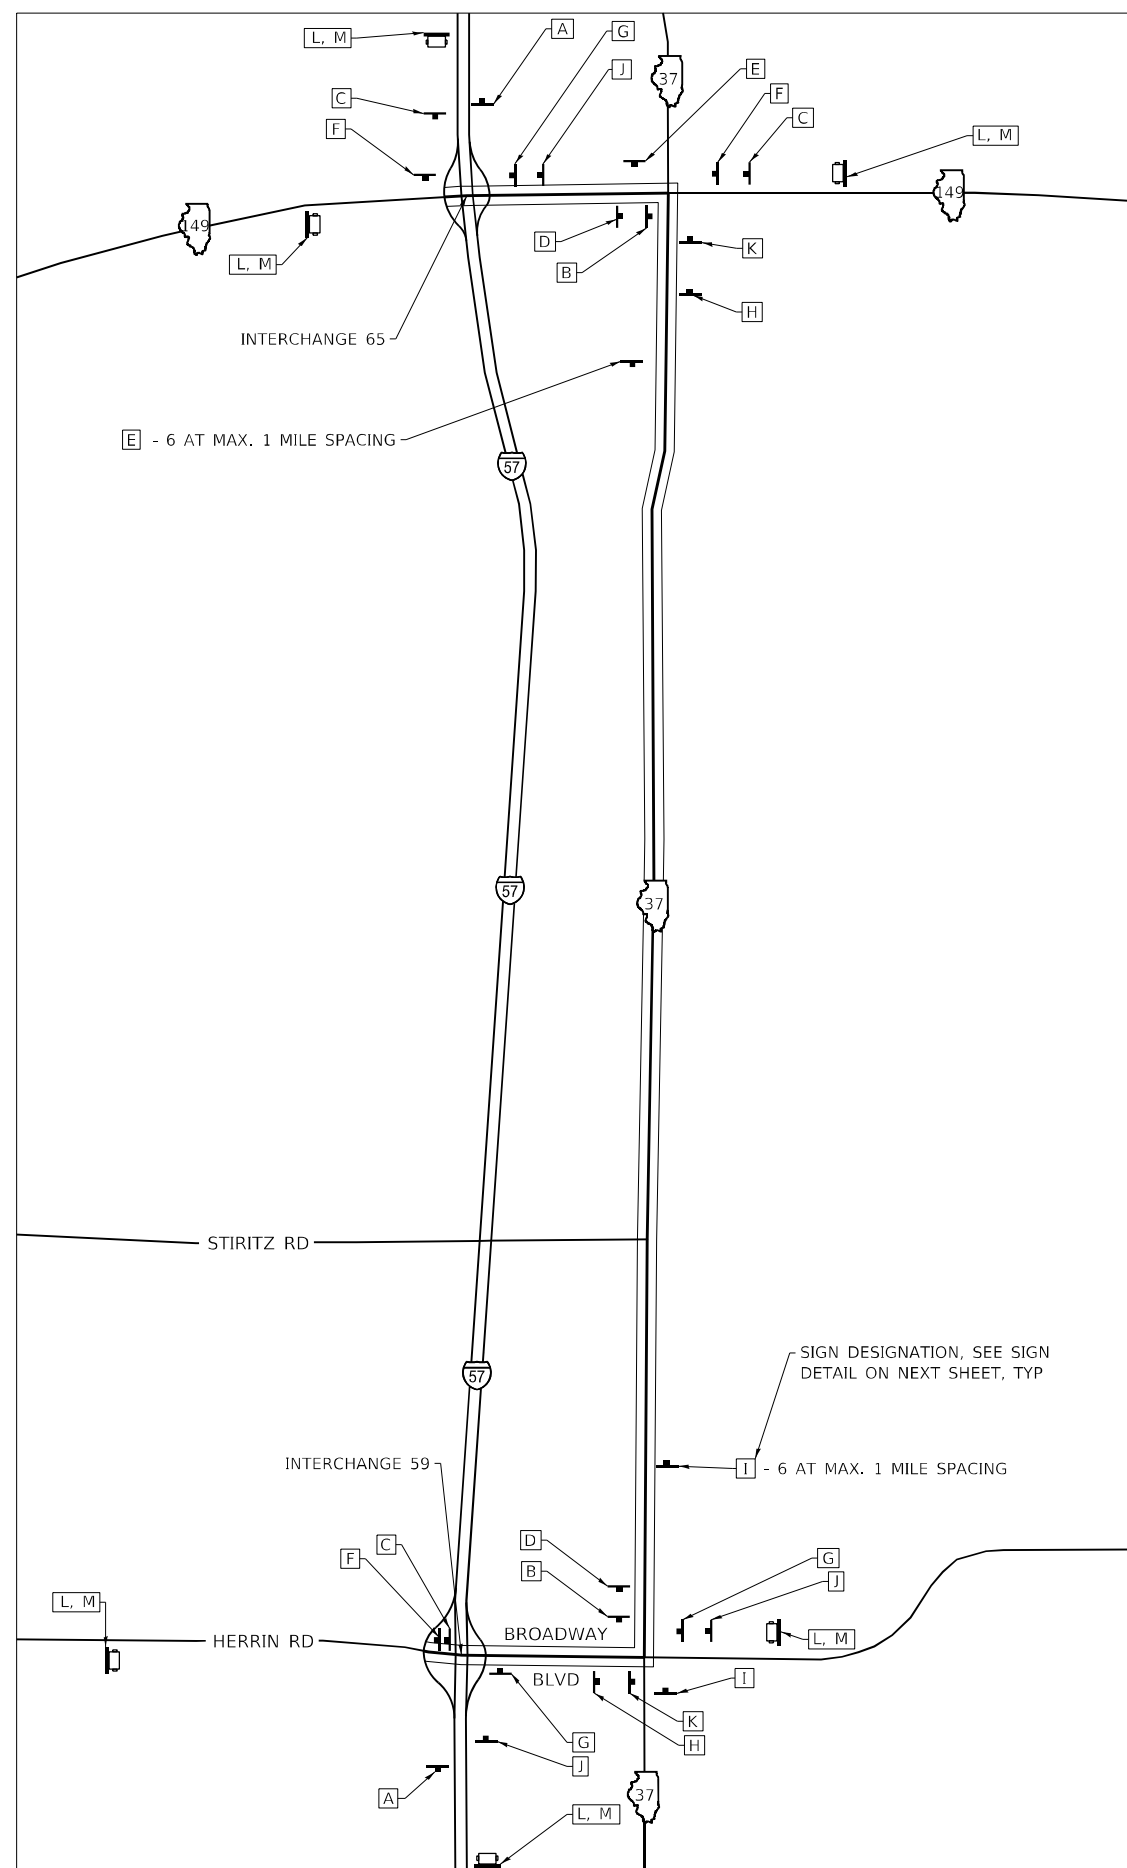 A
G
L, M
37
J
E
F
C
C
F
L, M
149
149
D
K
L, M
B
H
INTERCHANGE 65
E - 6 AT MAX. 1 MILE SPACING
57
57
37
STIRITZ RD
SIGN DESIGNATION, SEE SIGN
DETAIL ON NEXT SHEET, TYP
57
INTERCHANGE 59
I - 6 AT MAX. 1 MILE SPACING
D
C
F
G
B
J
L, M
BROADWAY
L, M
HERRIN RD
BLVD
I
K
G
H
J
37
A
L, M